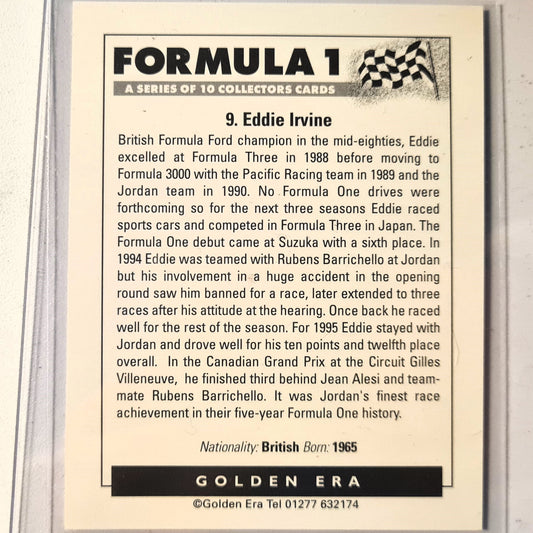 FORMULA 1
A SERIES OF 10 COLLECTORS CARDS
9. Eddie Irvine
British Formula Ford champion in the mid-eighties, Eddie
excelled at Formula Three in 1988 before moving to
Formula 3000 with the Pacific Racing team in 1989 and the
Jordan team in 1990. No Formula One drives were
forthcoming so for the next three seasons Eddie raced
sports cars and competed in Formula Three in Japan. The
Formula One debut came at Suzuka with a sixth place. In
1994 Eddie was teamed with Rubens Barrichello at Jordan
but his involvement in a huge accident in the opening
round saw him banned for a race, later extended to three
races after his attitude at the hearing. Once back he raced
well for the rest of the season. For 1995 Eddie stayed with
Jordan and drove well for his ten points and twelfth place
overall. In the Canadian Grand Prix at the Circuit Gilles
Villeneuve, he finished third behind Jean Alesi and team-
mate Rubens Barrichello. It was Jordan's finest race
achievement in their five-year Formula One history.
Nationality: British Born: 1965
GOLDEN ERA
©Golden Era Tel 01277 632174